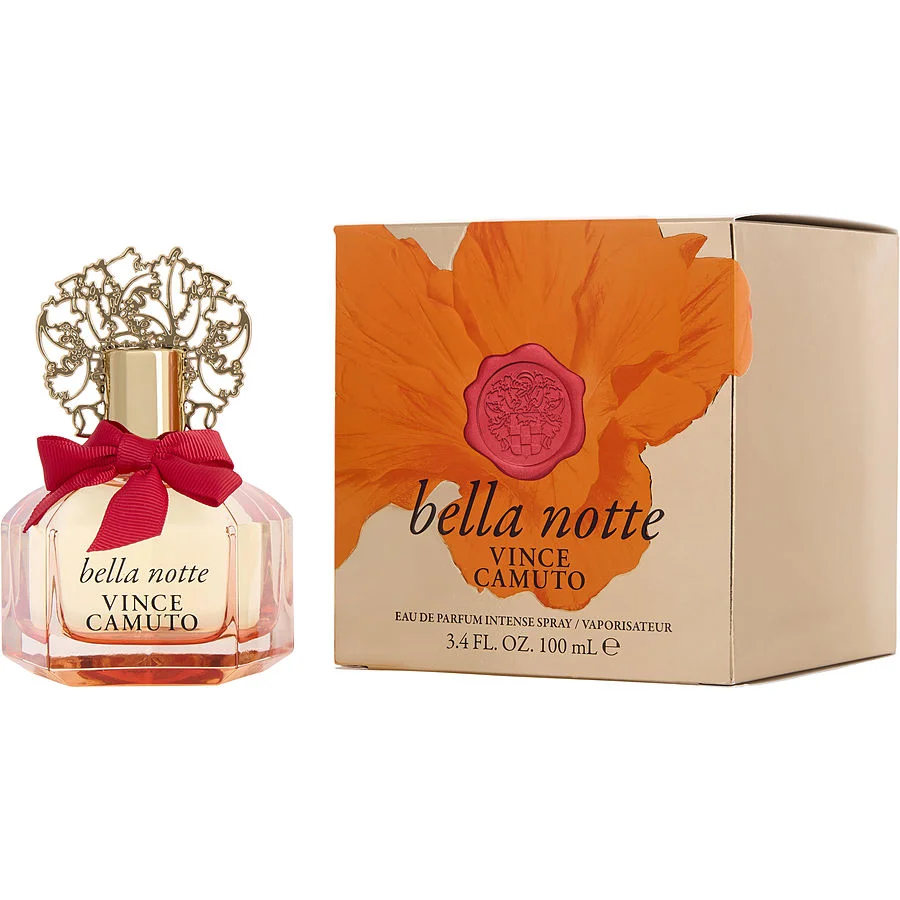 bella notte
VINCE
CAMUTO
bella notte
VINCE
CAMUTO
EAU DE PARFUM INTENSE SPRAY / VAPORISATEUR
3.4 FL. OZ. 100 mL ℮